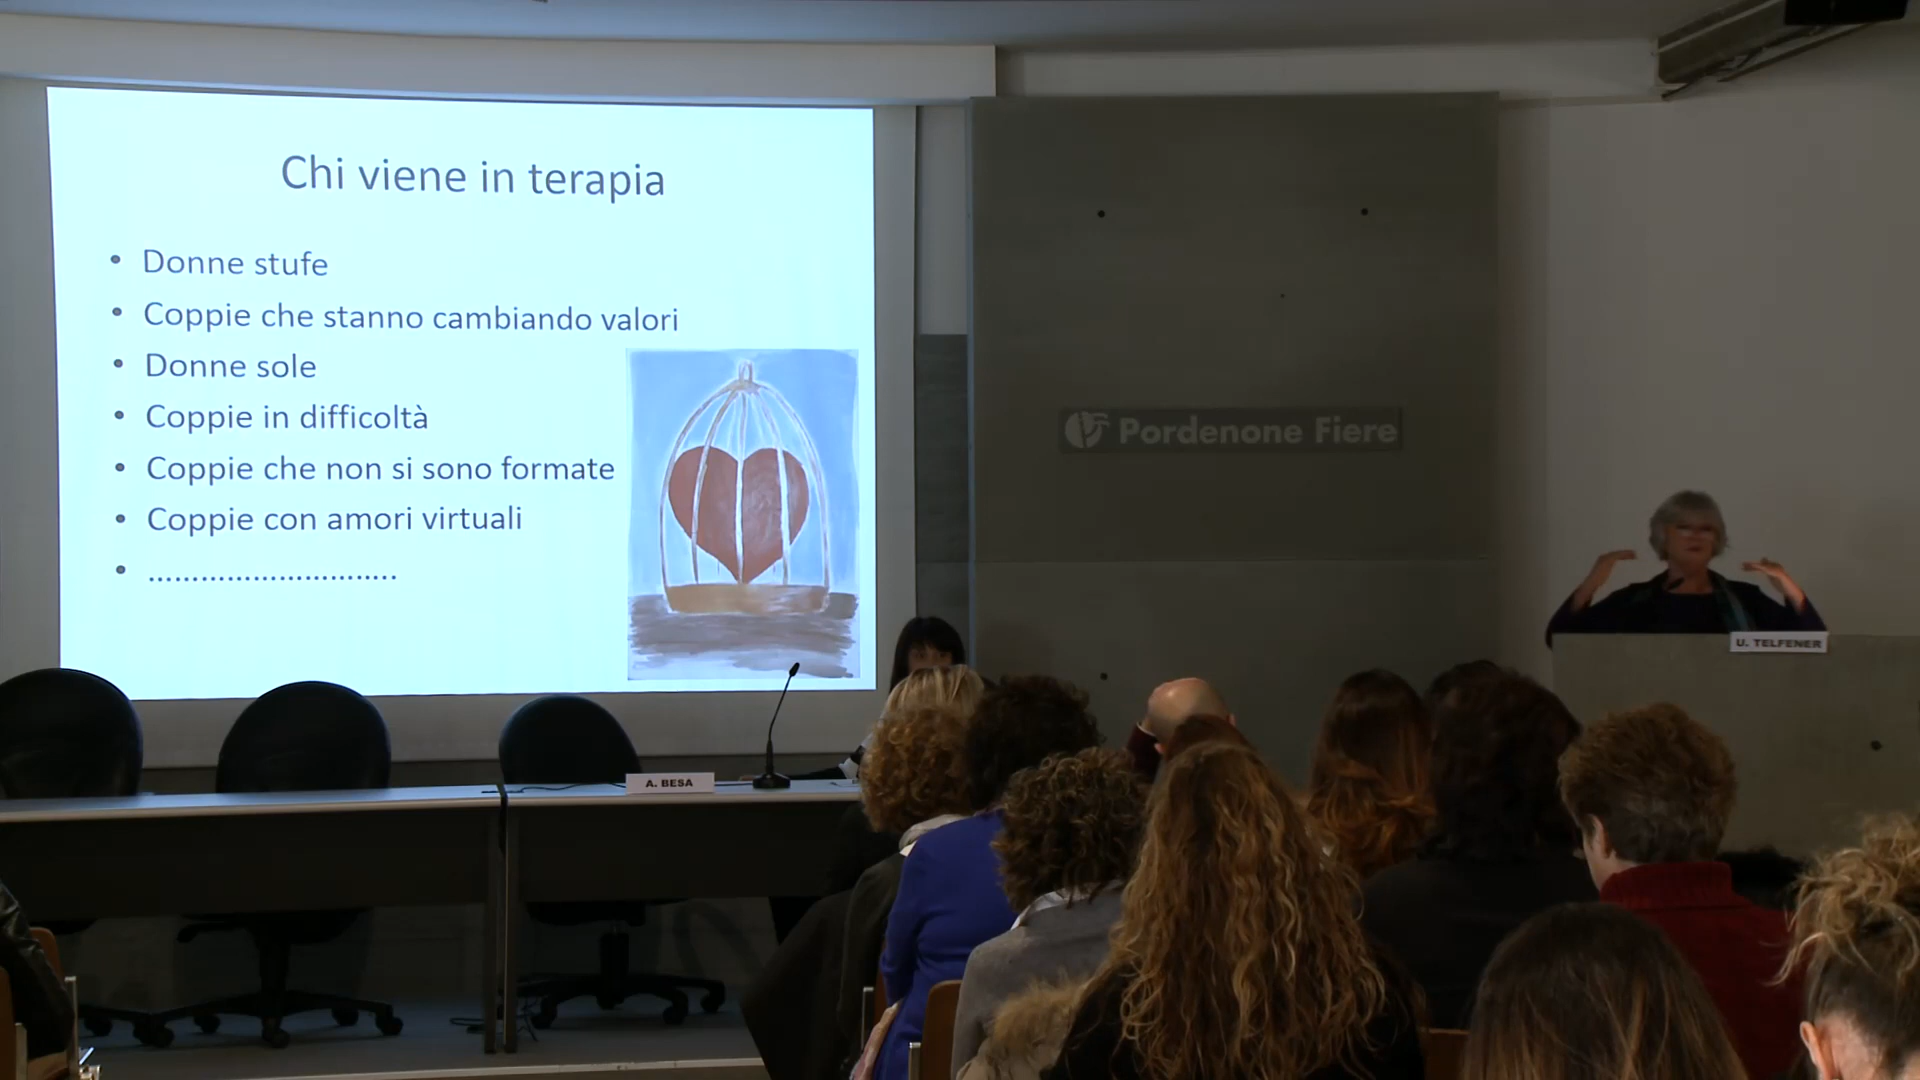 Chi viene in terapia
• Donne stufe
• Coppie che stanno cambiando valori
• Donne sole
• Coppie in difficoltà
• Coppie che non si sono formate
• Coppie con amori virtuali
• ................................
Pordenone Fiere
U. TELFENER
A. BESA